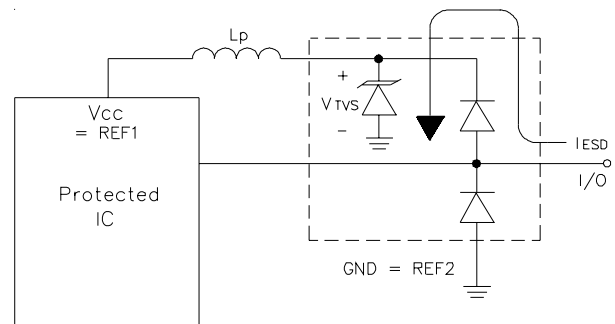 Lp
+
VTVS
-
VCC
= REF1
Protected
IC
IESD
I/O
GND = REF2